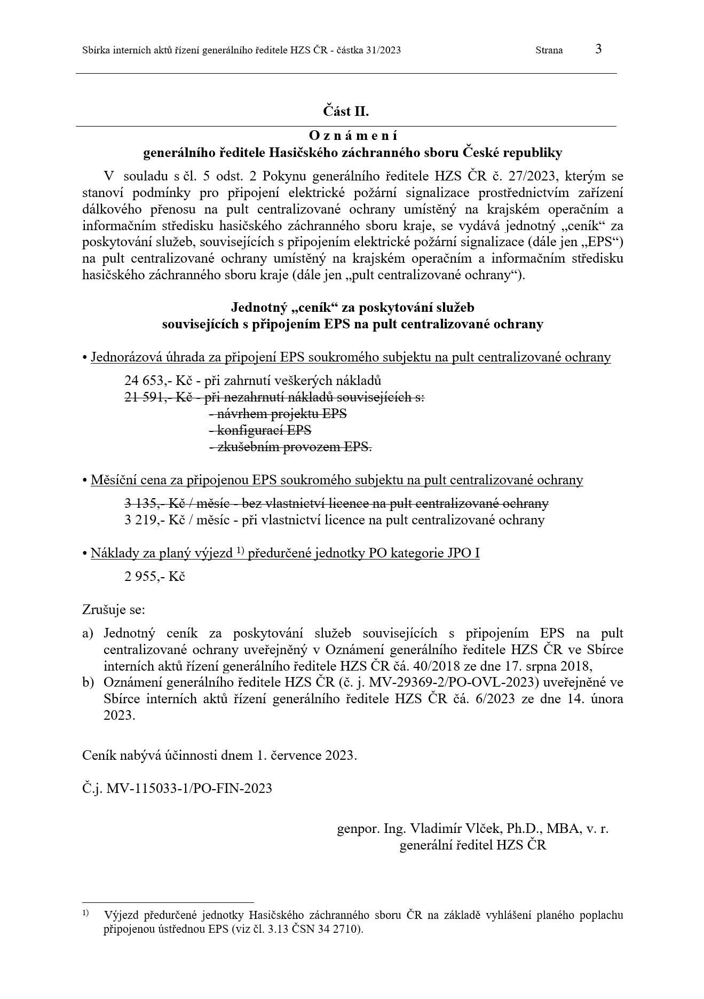 Sbírka interních aktů řízení generálního ředitele HZS ČR - částka 31/2023 Strana 3
Část II.
O z n á m e n í
generálního ředitele Hasičského záchranného sboru České republiky
V souladu s čl. 5 odst. 2 Pokynu generálního ředitele HZS ČR č. 27/2023, kterým se
stanoví podmínky pro připojení elektrické požární signalizace prostřednictvím zařízení
dálkového přenosu na pult centralizované ochrany umístěný na krajském operačním a
informačním středisku hasičského záchranného sboru kraje, se vydává jednotný „ceník“ za
poskytování služeb, souvisejících s připojením elektrické požární signalizace (dále jen „EPS“)
na pult centralizované ochrany umístěný na krajském operačním a informačním středisku
hasičského záchranného sboru kraje (dále jen „pult centralizované ochrany“).
Jednotný „ceník“ za poskytování služeb
souvisejících s připojením EPS na pult centralizované ochrany
• Jednorázová úhrada za připojení EPS soukromého subjektu na pult centralizované ochrany
24 653,- Kč - při zahrnutí veškerých nákladů
21 591,- Kč - při nezahrnutí nákladů souvisejících s:
- návrhem projektu EPS
- konfigurací EPS
- zkušebním provozem EPS.
• Měsíční cena za připojenou EPS soukromého subjektu na pult centralizované ochrany
3 135,- Kč / měsíc - bez vlastnictví licence na pult centralizované ochrany
3 219,- Kč / měsíc - při vlastnictví licence na pult centralizované ochrany
• Náklady za planý výjezd 1) předurčené jednotky PO kategorie JPO I
2 955,- Kč
Zrušuje se:
a) Jednotný ceník za poskytování služeb souvisejících s připojením EPS na pult
centralizované ochrany uveřejněný v Oznámení generálního ředitele HZS ČR ve Sbírce
interních aktů řízení generálního ředitele HZS ČR čá. 40/2018 ze dne 17. srpna 2018,
b) Oznámení generálního ředitele HZS ČR (č. j. MV-29369-2/PO-OVL-2023) uveřejněné ve
Sbírce interních aktů řízení generálního ředitele HZS ČR čá. 6/2023 ze dne 14. února
2023.
Ceník nabývá účinnosti dnem 1. července 2023.
Č.j. MV-115033-1/PO-FIN-2023
genpor. Ing. Vladimír Vlček, Ph.D., MBA, v. r.
generální ředitel HZS ČR
1) Výjezd předurčené jednotky Hasičského záchranného sboru ČR na základě vyhlášení planého poplachu
připojenou ústřednou EPS (viz čl. 3.13 ČSN 34 2710).